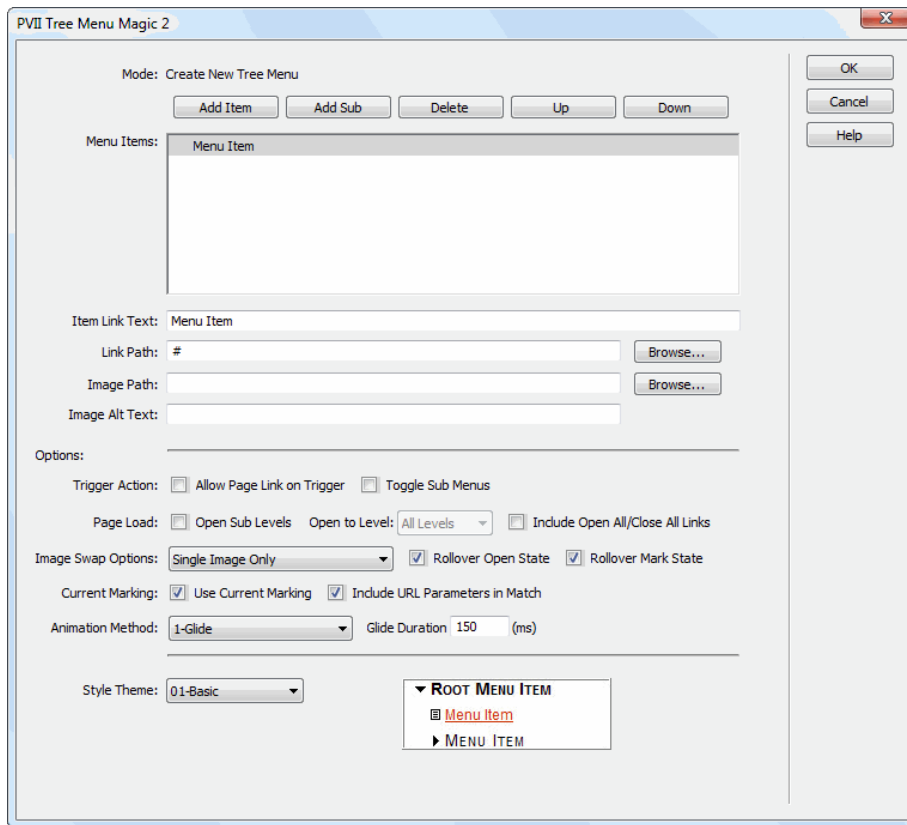 PVII Tree Menu Magic 2
Mode: Create New Tree Menu
OK
Add Item Add Sub Delete Up Down
Cancel
Menu Items: Menu Item
Help
Item Link Text: Menu Item
Link Path: # Browse...
Image Path: Browse...
Image Alt Text:
Options:
Trigger Action: Allow Page Link on Trigger Toggle Sub Menus
Page Load: Open Sub Levels Open to Level: All Levels Include Open All/Close All Links
Image Swap Options: Single Image Only Rollover Open State Rollover Mark State
Current Marking: Use Current Marking Include URL Parameters in Match
Animation Method: 1-Glide Glide Duration 150 (ms)
Style Theme: 01-Basic
ROOT MENU ITEM
Menu Item
MENU ITEM